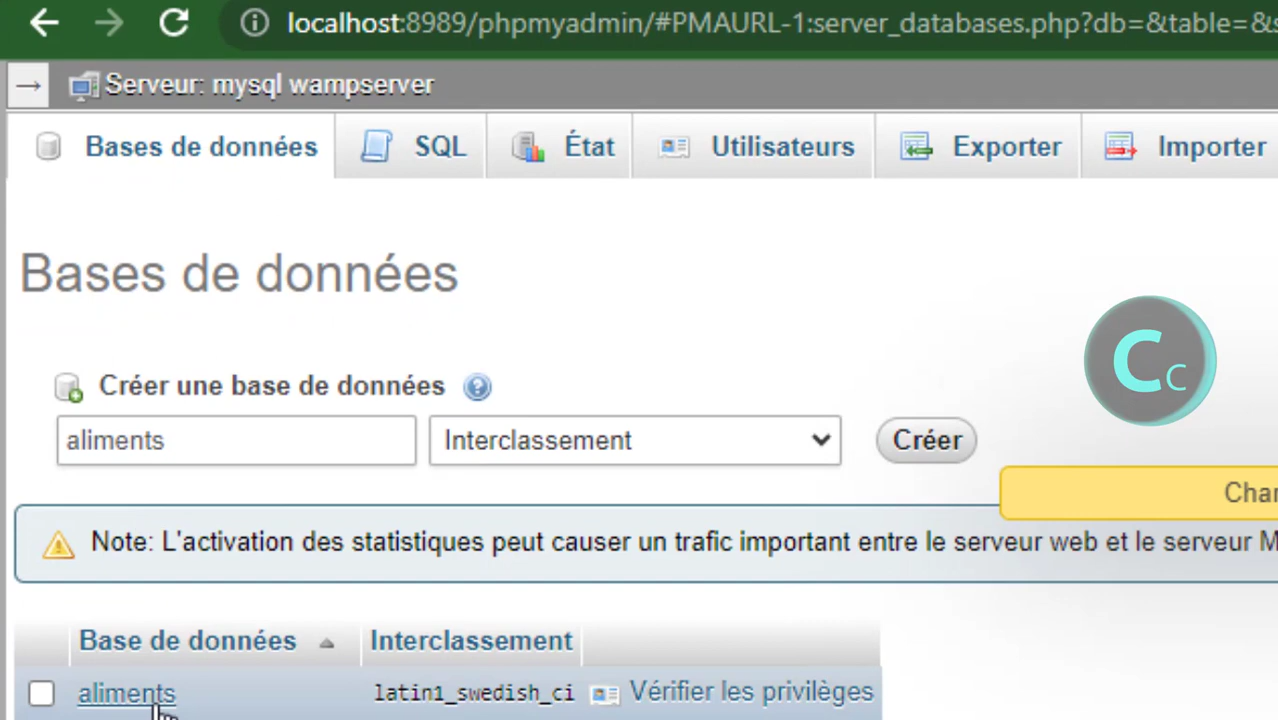 localhost:8989/phpmyadmin/#PMAURL-1:server_databases.php?db=&table=&
Serveur: mysql wampserver
Bases de données SQL État Utilisateurs Exporter Importer
Bases de données
Créer une base de données
aliments Interclassement Créer
Char
Note: L'activation des statistiques peut causer un trafic important entre le serveur web et le serveur M
Base de données Interclassement
aliments latin1_swedish_ci Vérifier les privilèges
Cc